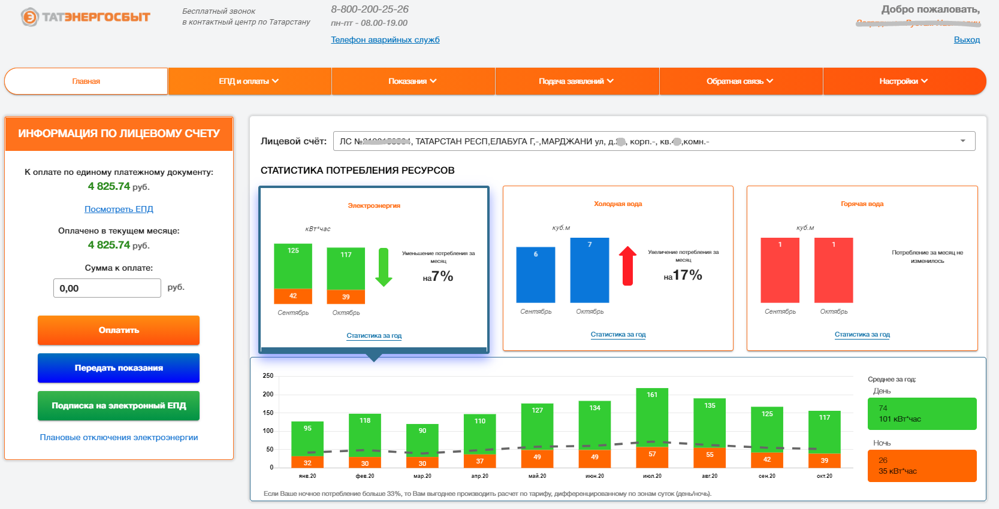 ТАТЭНЕРГОСБЫТ
Бесплатный звонок
в контактный центр по Татарстану
8-800-200-25-26
пн-пт - 08.00-19.00
Телефон аварийных служб
Добро пожаловать,
Выход
Главная
ЕПД и оплаты
Показания
Подача заявлений
Обратная связь
Настройки
ИНФОРМАЦИЯ ПО ЛИЦЕВОМУ СЧЕТУ
К оплате по единому платежному документу:
4 825.74 руб.
Посмотреть ЕПД
Оплачено в текущем месяце:
4 825.74 руб.
Сумма к оплате:
0,00 руб.
Оплатить
Передать показания
Подписка на электронный ЕПД
Плановые отключения электроэнергии
Лицевой счёт: ЛС № , ТАТАРСТАН РЕСП,ЕЛАБУГА Г,-,МАРДЖАНИ ул, д. , корп.-, кв. ,комн.-
СТАТИСТИКА ПОТРЕБЛЕНИЯ РЕСУРСОВ
Электроэнергия
кВт*час
125 117
42 39
Сентябрь Октябрь
Уменьшение потребления за
месяц
на7%
Статистика за год
Холодная вода
куб.м
6 7
Сентябрь Октябрь
Увеличение потребления за
месяц
на17%
Статистика за год
Горячая вода
куб.м
1 1
Сентябрь Октябрь
Потребление за месяц не
изменилось
Статистика за год
250
200
150
100
50
0
95 118 90 110 127 134 161 135 125 117
32 30 30 37 49 49 57 55 42 39
янв.20 фев.20 мар.20 апр.20 май.20 июн.20 июл.20 авг.20 сен.20 окт.20
Среднее за год:
День
74
101 кВт*час
Ночь
26
35 кВт*час
Если Ваше ночное потребление больше 33%, то Вам выгоднее производить расчет по тарифу, дифференцированному по зонам суток (день/ночь).